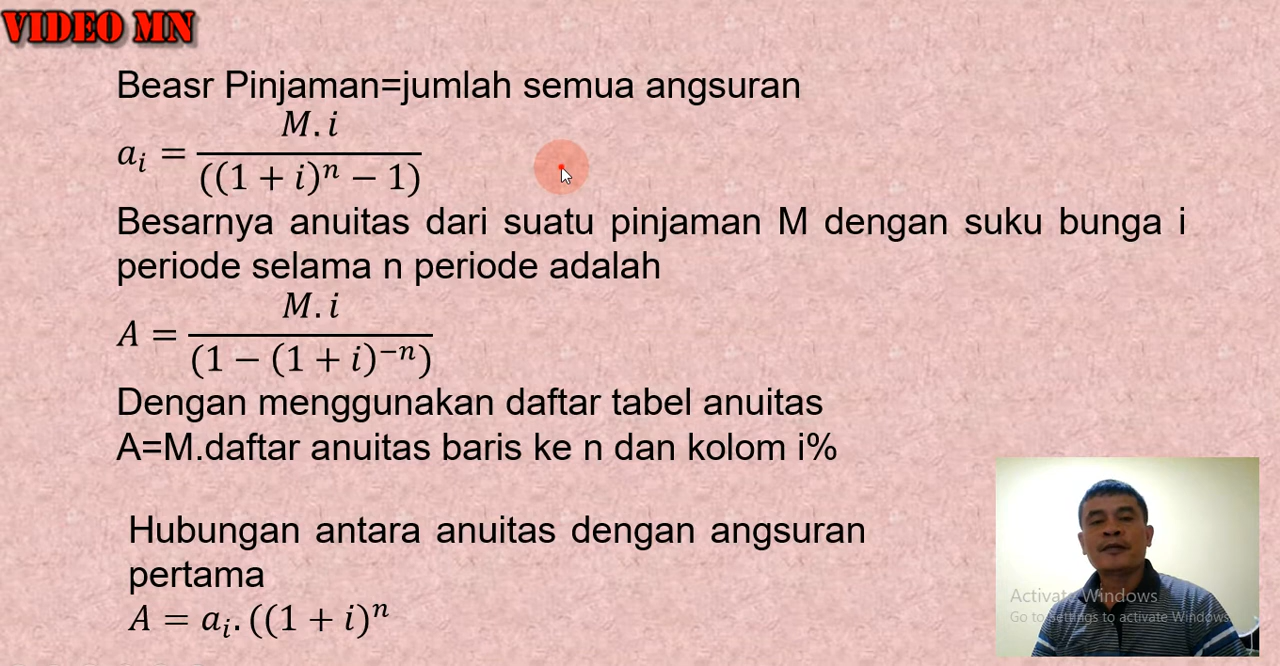 VIDEO MN
Beasr Pinjaman=jumlah semua angsuran
M. i
aᵢ = ————————
((1 + i)ⁿ − 1)
Besarnya anuitas dari suatu pinjaman M dengan suku bunga i
periode selama n periode adalah
M. i
A = ————————
(1 − (1 + i)⁻ⁿ)
Dengan menggunakan daftar tabel anuitas
A=M.daftar anuitas baris ke n dan kolom i%
Hubungan antara anuitas dengan angsuran
pertama
A = aᵢ. ((1 + i)ⁿ
Activate Windows
Go to Settings to activate Windows.